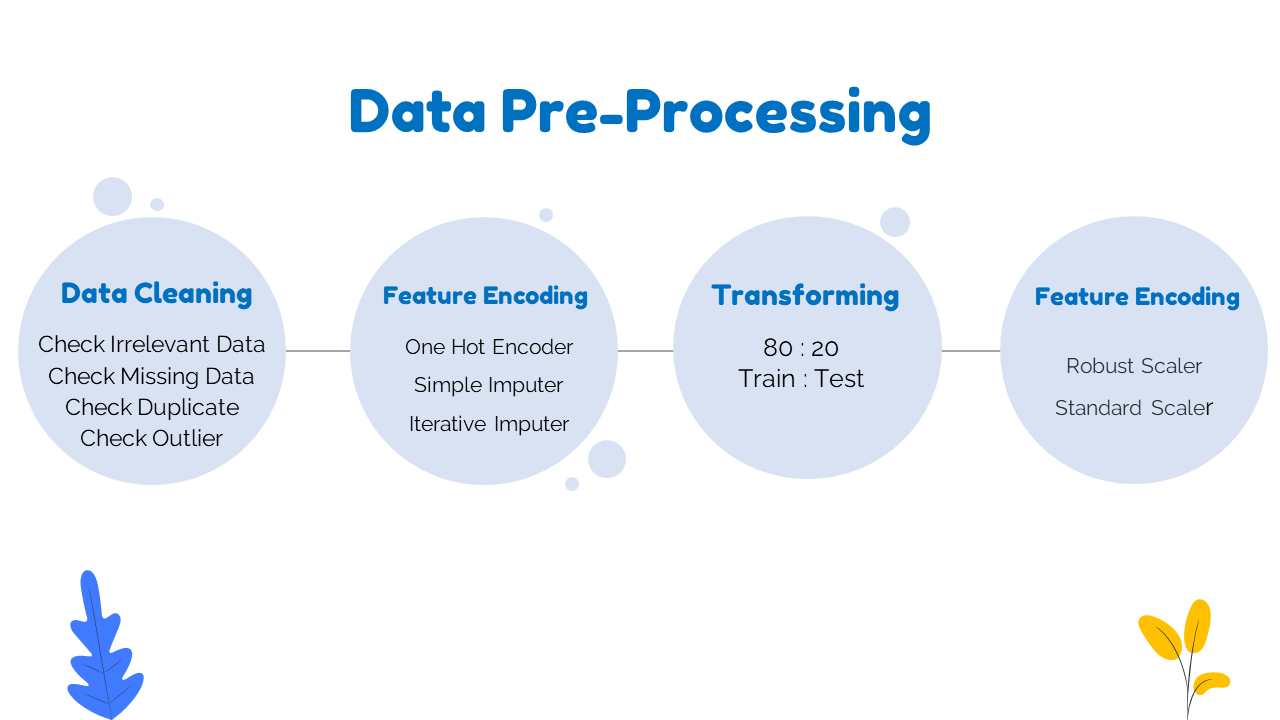 Data Pre-Processing
Data Cleaning
Check Irrelevant Data
Check Missing Data
Check Duplicate
Check Outlier
Feature Encoding
One Hot Encoder
Simple Imputer
Iterative Imputer
Transforming
80 : 20
Train : Test
Feature Encoding
Robust Scaler
Standard Scaler